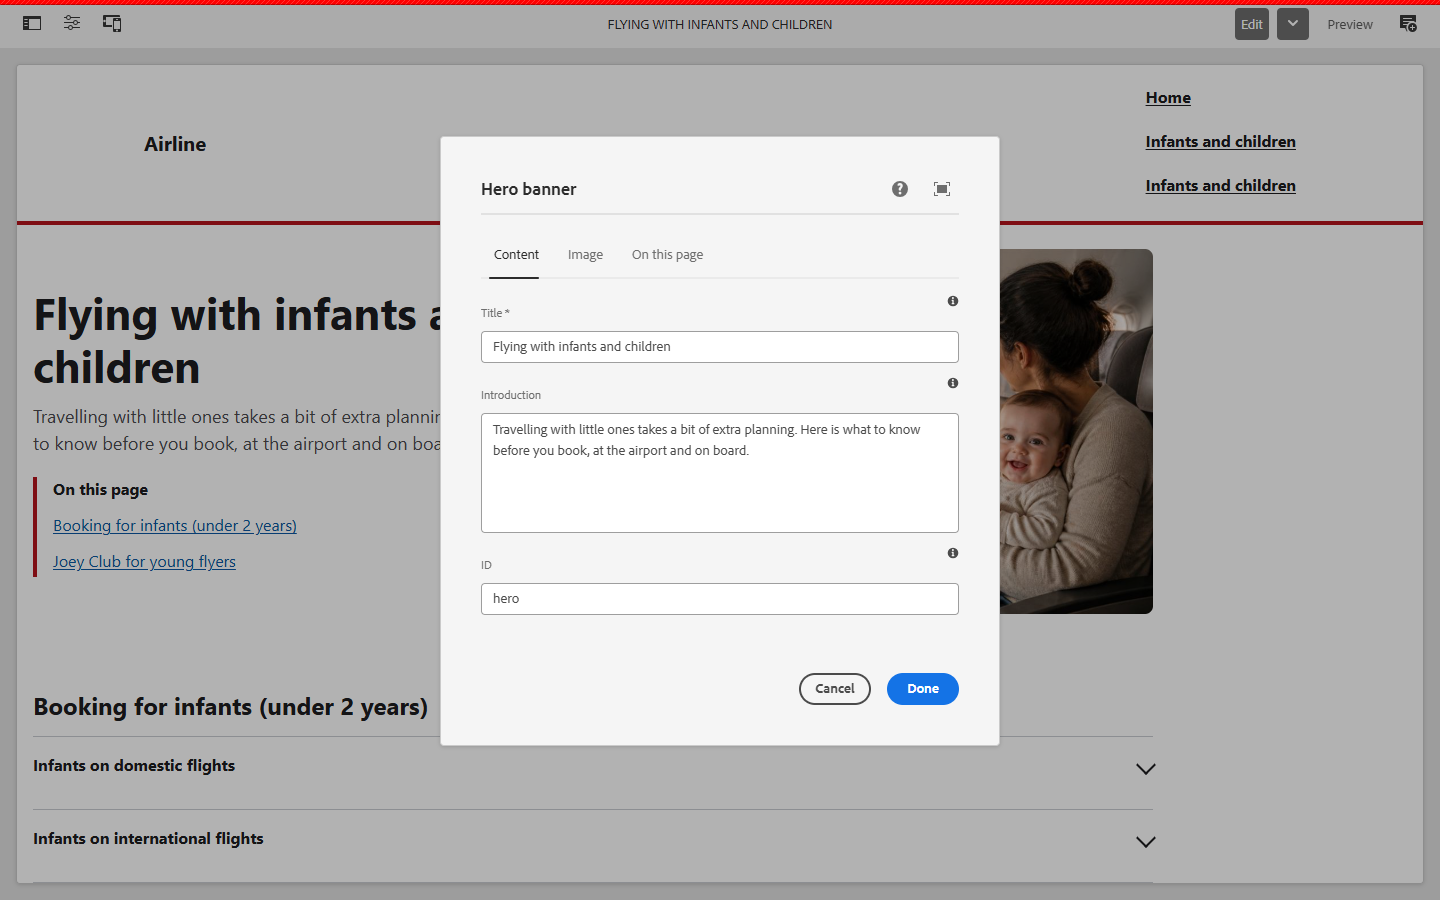 FLYING WITH INFANTS AND CHILDREN
Edit
Preview
Airline
Home
Infants and children
Infants and children
Hero banner
Content
Image
On this page
Title *
Flying with infants and children
Introduction
Travelling with little ones takes a bit of extra planning. Here is what to know
before you book, at the airport and on board.
ID
hero
Cancel
Done
Flying with infants a
children
Travelling with little ones takes a bit of extra plannin
to know before you book, at the airport and on boa
On this page
Booking for infants (under 2 years)
Joey Club for young flyers
Booking for infants (under 2 years)
Infants on domestic flights
Infants on international flights